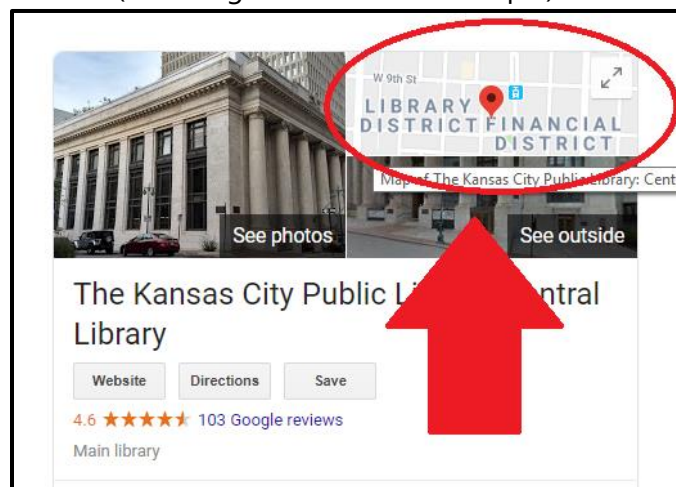 W 9th St
LIBRARY
DISTRICT FINANCIAL
DISTRICT
Map of The Kansas City Public Library: Cent
See photos
See outside
The Kansas City Public L ntral
Library
Website Directions Save
4.6 103 Google reviews
Main library